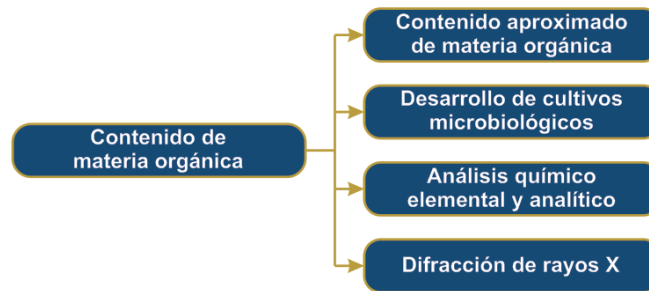 Contenido de
materia orgánica
Contenido aproximado
de materia orgánica
Desarrollo de cultivos
microbiológicos
Análisis químico
elemental y analítico
Difracción de rayos X